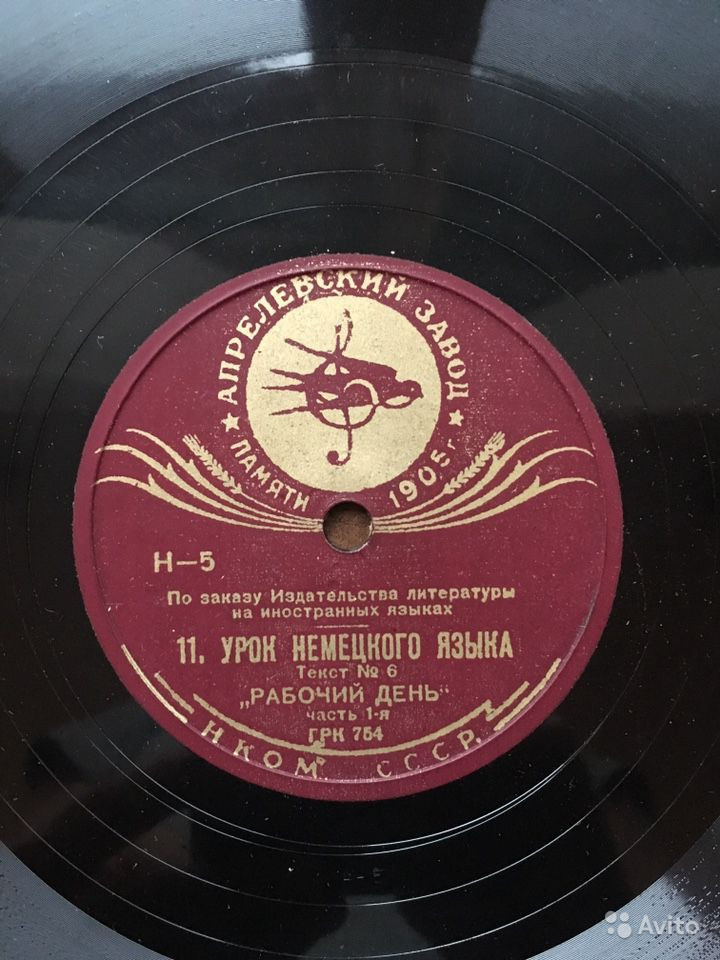 ★ АПРЕЛЕВСКИЙ ЗАВОД ★
ПАМЯТИ 1905 г
Н–5
По заказу Издательства литературы
на иностранных языках
11. УРОК НЕМЕЦКОГО ЯЗЫКА
Текст № 6
„РАБОЧИЙ ДЕНЬ“
часть 1-я
ГРК 754
НКОМ СССР
Avito